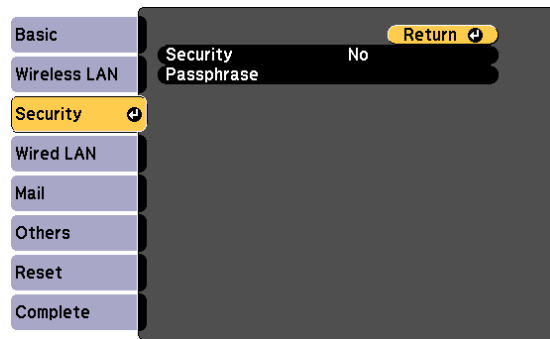 Basic
Wireless LAN
Security
Wired LAN
Mail
Others
Reset
Complete
Return
Security No
Passphrase